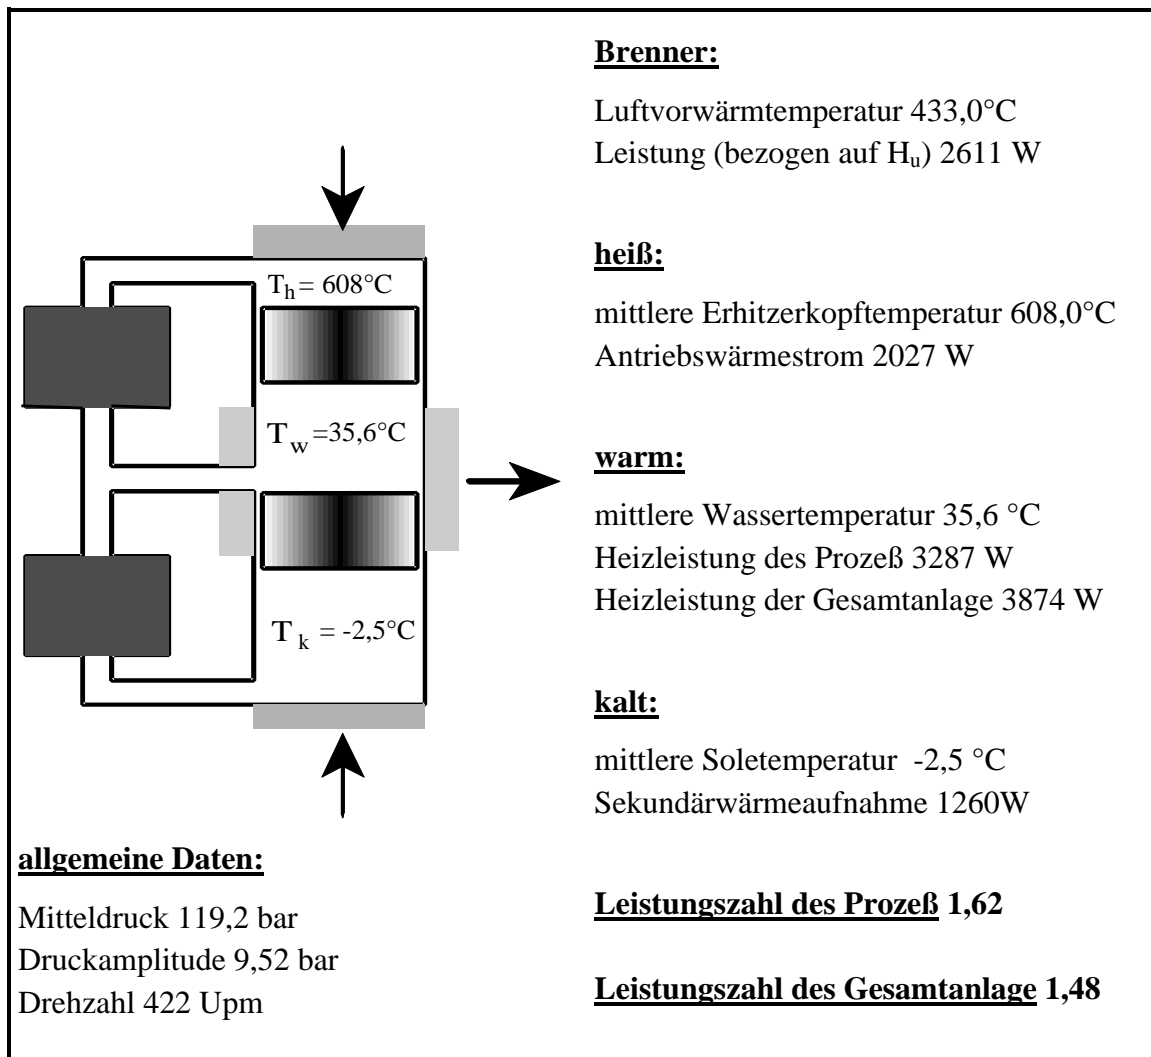 Brenner:
Luftvorwärmtemperatur 433,0°C
Leistung (bezogen auf Hu) 2611 W
heiß:
mittlere Erhitzerkopftemperatur 608,0°C
Antriebswärmestrom 2027 W
warm:
mittlere Wassertemperatur 35,6 °C
Heizleistung des Prozeß 3287 W
Heizleistung der Gesamtanlage 3874 W
kalt:
mittlere Soletemperatur -2,5 °C
Sekundärwärmeaufnahme 1260W
Leistungszahl des Prozeß 1,62
Leistungszahl des Gesamtanlage 1,48
Th = 608°C
Tw =35,6°C
Tk = -2,5°C
allgemeine Daten:
Mitteldruck 119,2 bar
Druckamplitude 9,52 bar
Drehzahl 422 Upm